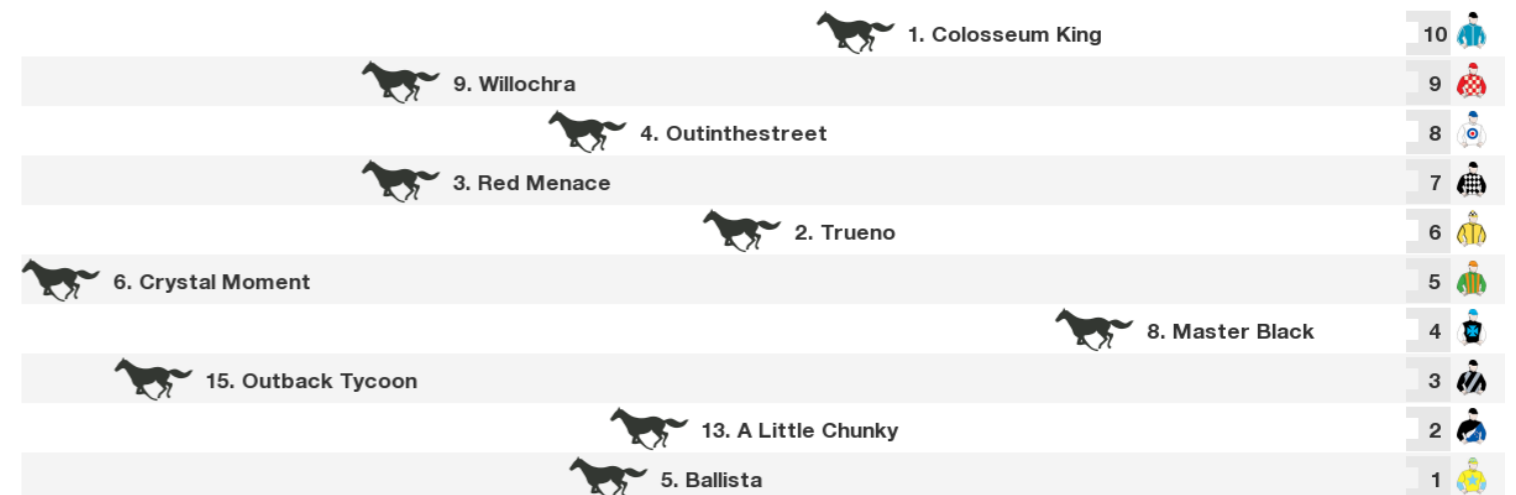 1. Colosseum King 10
9. Willochra 9
4. Outinthestreet 8
3. Red Menace 7
2. Trueno 6
6. Crystal Moment 5
8. Master Black 4
15. Outback Tycoon 3
13. A Little Chunky 2
5. Ballista 1